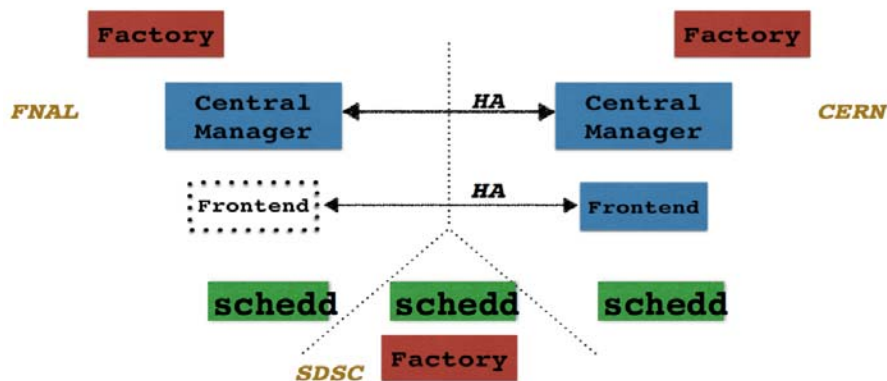 Factory
Factory
FNAL
Central
Manager
HA
Central
Manager
CERN
Frontend
HA
Frontend
schedd
schedd
schedd
SDSC
Factory